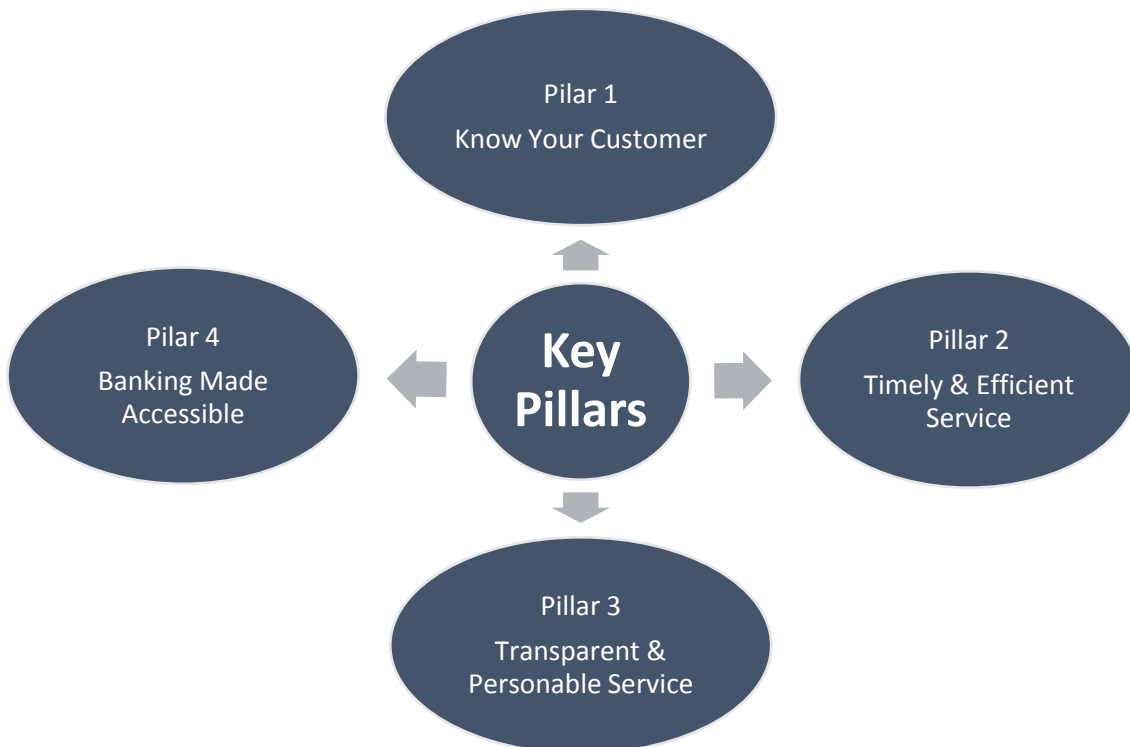 Pilar 1
Know Your Customer
Pilar 4
Banking Made
Accessible
Key
Pillars
Pillar 2
Timely & Efficient
Service
Pillar 3
Transparent &
Personable Service